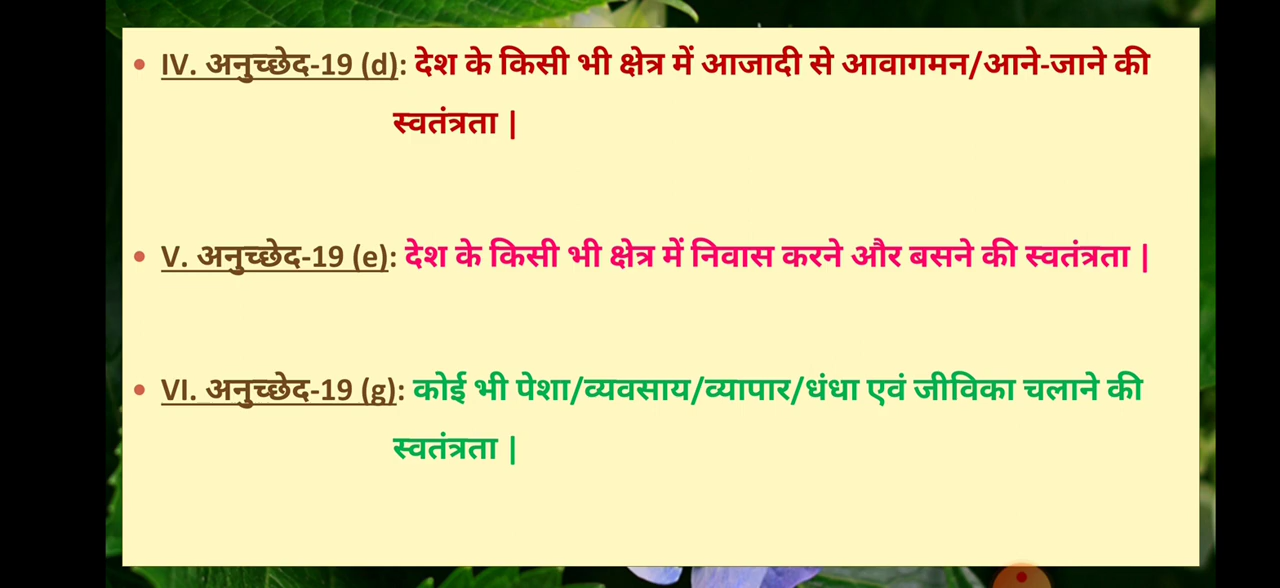 • IV. अनुच्छेद-19 (d): देश के किसी भी क्षेत्र में आजादी से आवागमन/आने-जाने की
स्वतंत्रता |
• V. अनुच्छेद-19 (e): देश के किसी भी क्षेत्र में निवास करने और बसने की स्वतंत्रता |
• VI. अनुच्छेद-19 (g): कोई भी पेशा/व्यवसाय/व्यापार/धंधा एवं जीविका चलाने की
स्वतंत्रता |